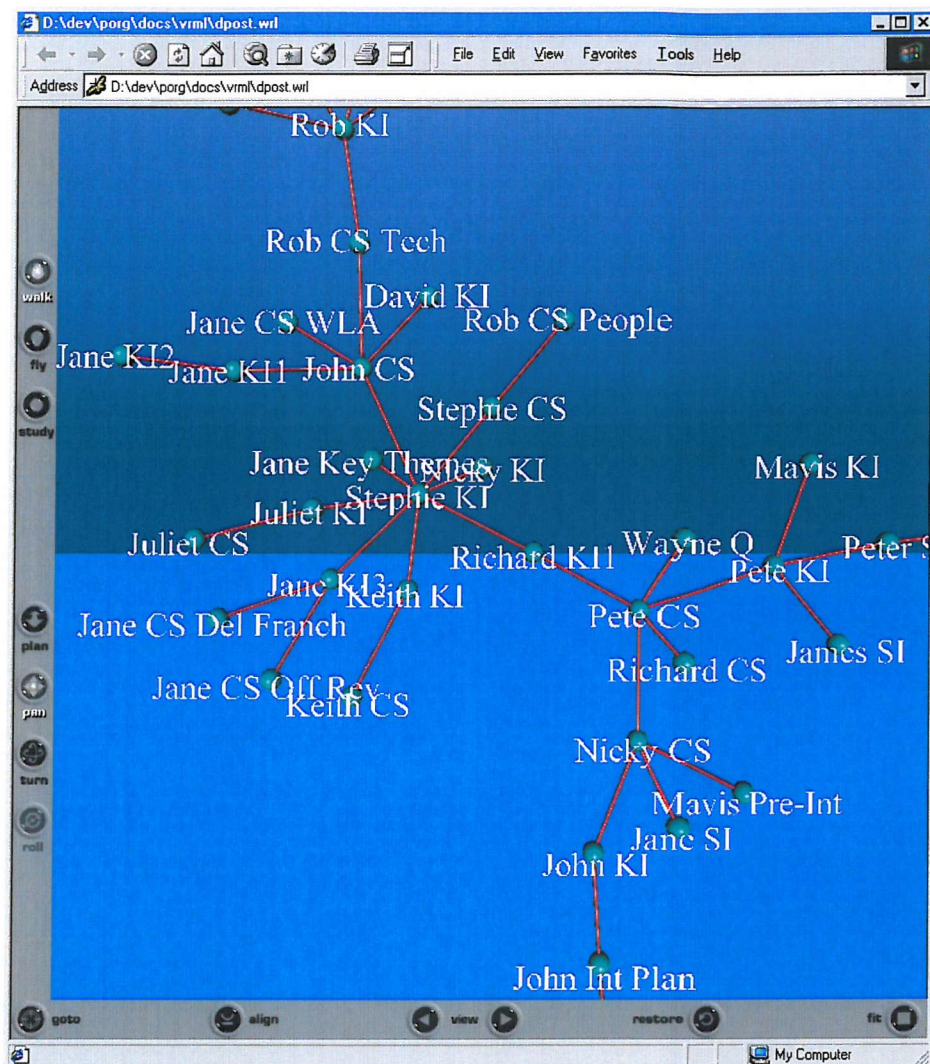 D:\dev\porg\docs\vrml\dpost.wrl
File Edit View Favorites Tools Help
Address D:\dev\porg\docs\vrml\dpost.wrl
Rob KI
Rob CS Tech
David KI
Jane CS WLA
Rob CS People
Jane KI2
Jane KI1
John CS
Stephie CS
Jane Key Themes
Nicky KI
Mavis KI
Stephie KI
Juliet KI
Juliet CS
Richard KI1
Wayne Q
Pete KI
Peter S
Jane KI3
Keith KI
Pete CS
Jane CS Del Franch
James SI
Richard CS
Jane CS Off Rev
Keith CS
Nicky CS
Mavis Pre-Int
Jane SI
John KI
John Int Plan
walk
fly
study
plan
pan
turn
roll
goto align view restore fit
My Computer